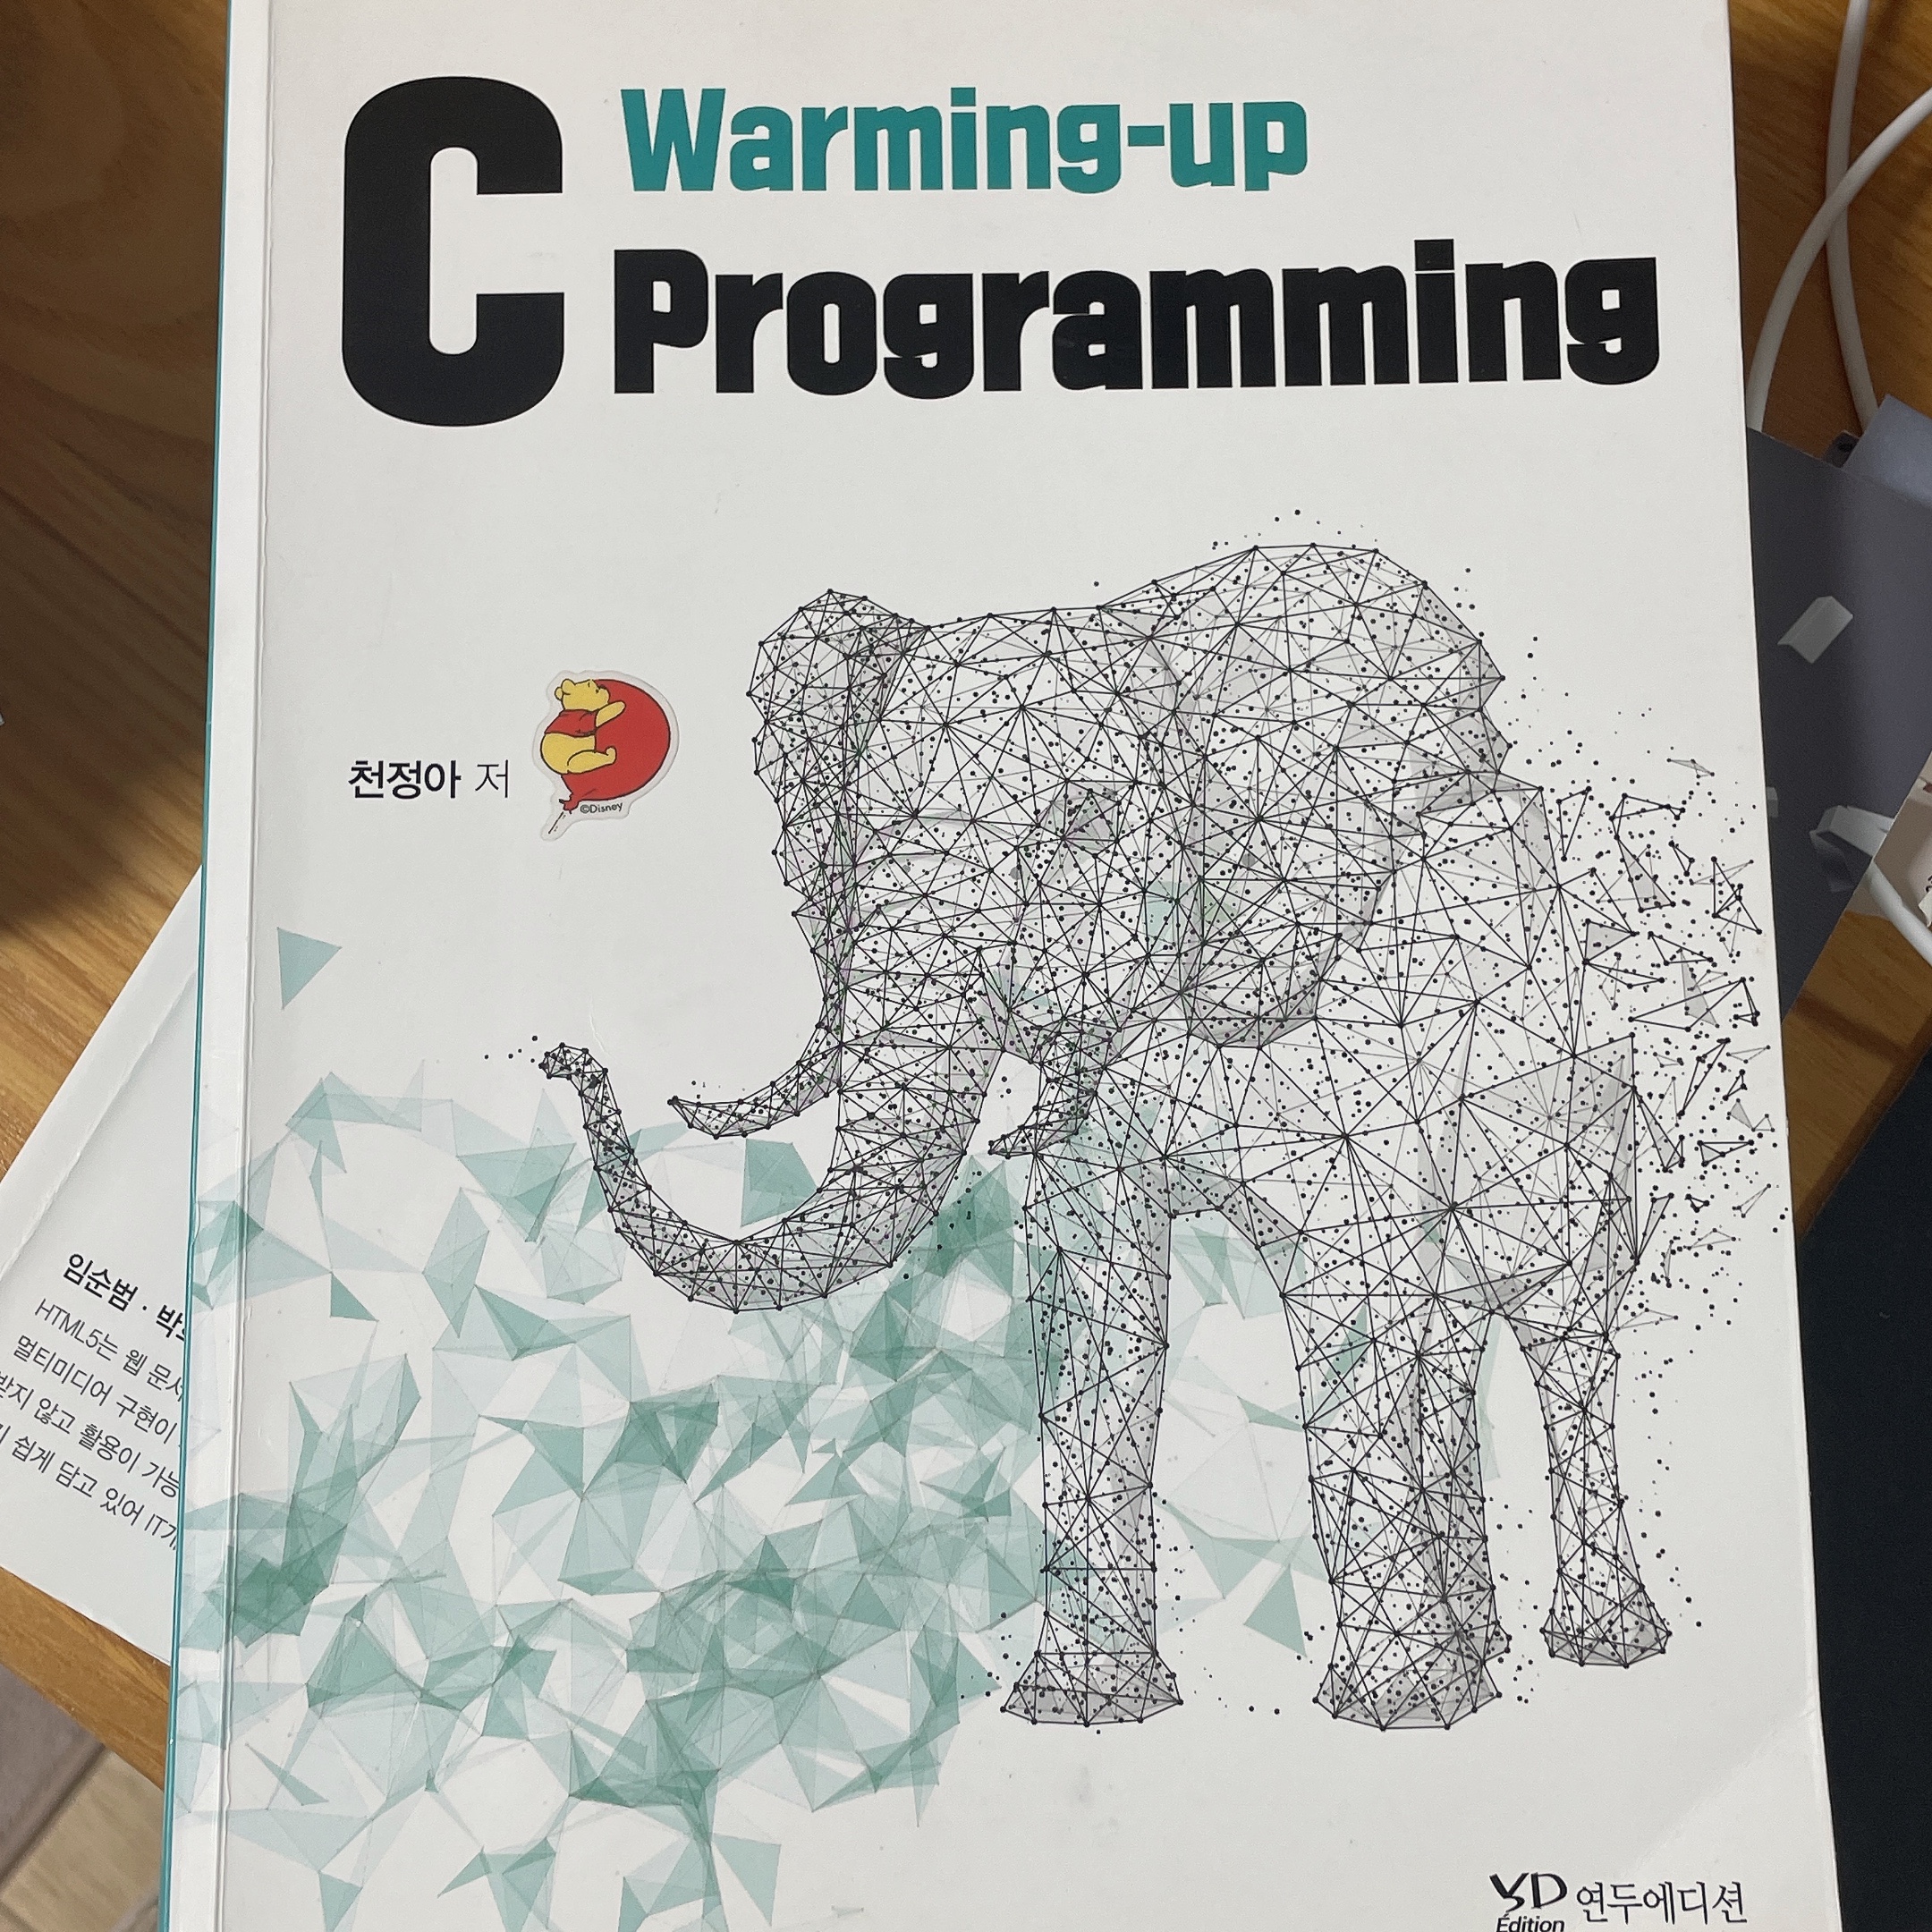 C Warming-up
Programming
천정아 저
©Disney
임순범 · 박
HTML5는 웹 문서
멀티미디어 구현이
받지 않고 활용이 가능
쉽게 담고 있어 IT
YD 연두에디션
Édition